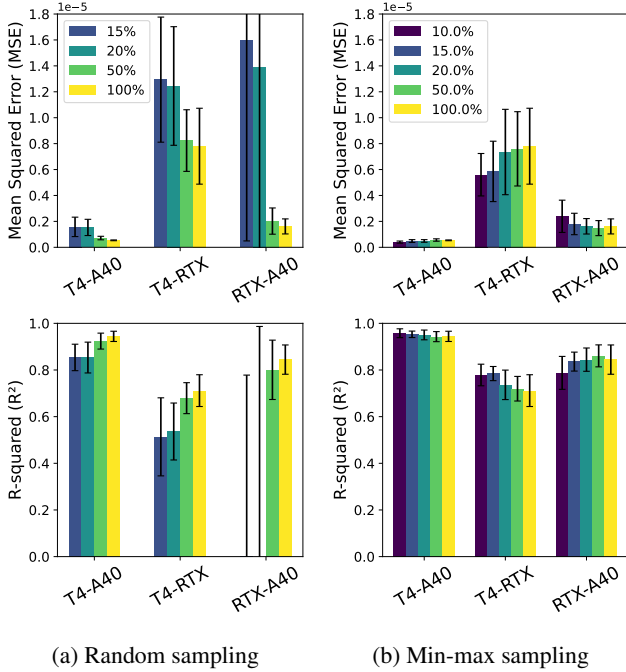 1e−5
1.8
1.6
1.4
1.2
1.0
0.8
0.6
0.4
0.2
0.0
Mean Squared Error (MSE)
15%
20%
50%
100%
T4-A40
T4-RTX
RTX-A40
1e−5
1.8
1.6
1.4
1.2
1.0
0.8
0.6
0.4
0.2
0.0
Mean Squared Error (MSE)
10.0%
15.0%
20.0%
50.0%
100.0%
T4-A40
T4-RTX
RTX-A40
1.0
0.8
0.6
0.4
0.2
0.0
R-squared (R²)
T4-A40
T4-RTX
RTX-A40
1.0
0.8
0.6
0.4
0.2
0.0
R-squared (R²)
T4-A40
T4-RTX
RTX-A40
(a) Random sampling
(b) Min-max sampling